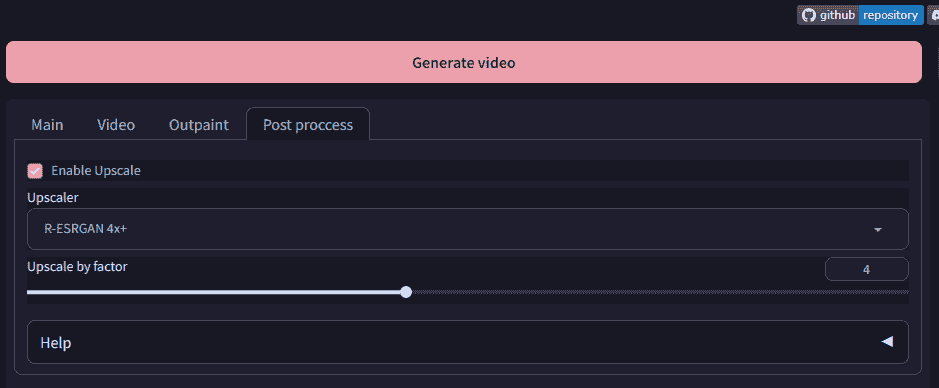 github repository
Generate video
Main Video Outpaint Post proccess
Enable Upscale
Upscaler
R-ESRGAN 4x+
Upscale by factor 4
Help